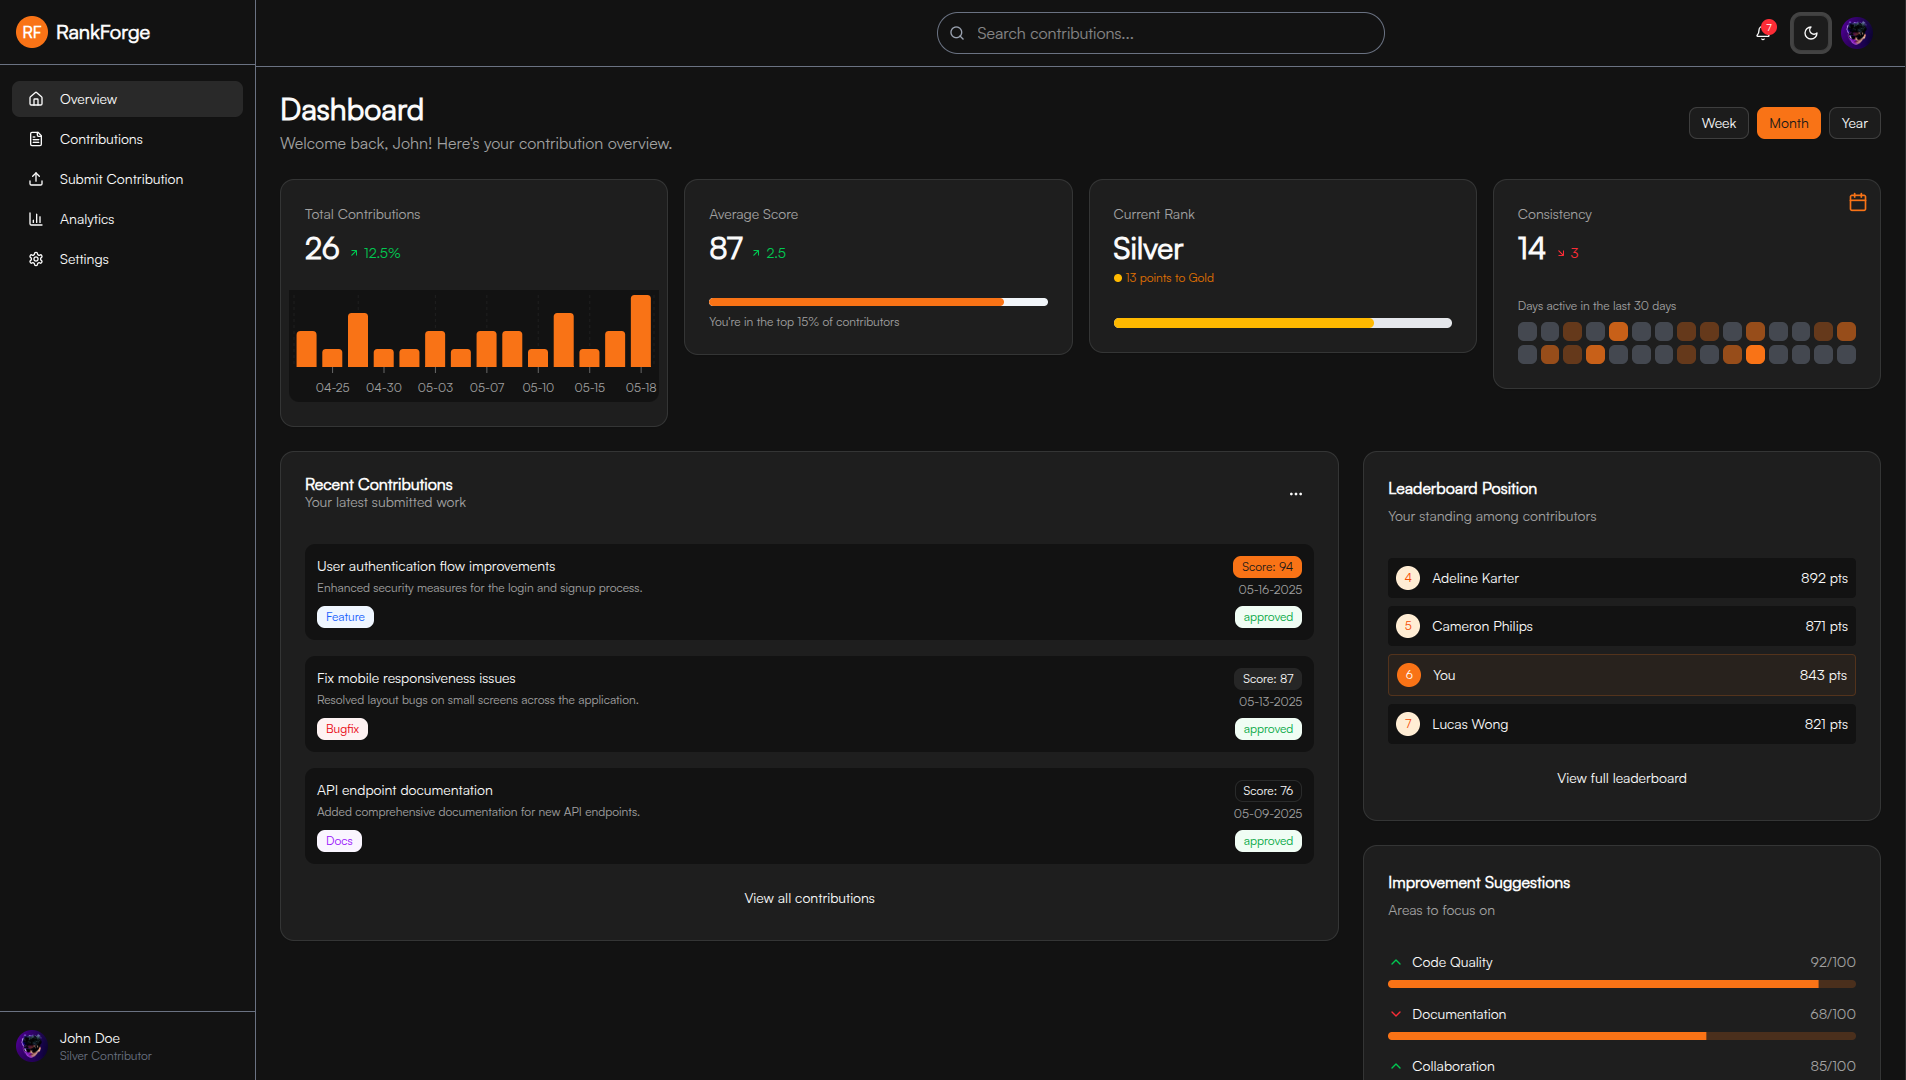 RF RankForge
Search contributions...
7
Overview
Contributions
Submit Contribution
Analytics
Settings
John Doe
Silver Contributor
Dashboard
Welcome back, John! Here's your contribution overview.
Week Month Year
Total Contributions
26 12.5%
04-25 04-30 05-03 05-07 05-10 05-15 05-18
Average Score
87 2.5
You're in the top 15% of contributors
Current Rank
Silver
13 points to Gold
Consistency
14 3
Days active in the last 30 days
Recent Contributions
Your latest submitted work
User authentication flow improvements Score: 94
Enhanced security measures for the login and signup process. 05-16-2025
Feature approved
Fix mobile responsiveness issues Score: 87
Resolved layout bugs on small screens across the application. 05-13-2025
Bugfix approved
API endpoint documentation Score: 76
Added comprehensive documentation for new API endpoints. 05-09-2025
Docs approved
View all contributions
Leaderboard Position
Your standing among contributors
4 Adeline Karter 892 pts
5 Cameron Philips 871 pts
6 You 843 pts
7 Lucas Wong 821 pts
View full leaderboard
Improvement Suggestions
Areas to focus on
Code Quality 92/100
Documentation 68/100
Collaboration 85/100